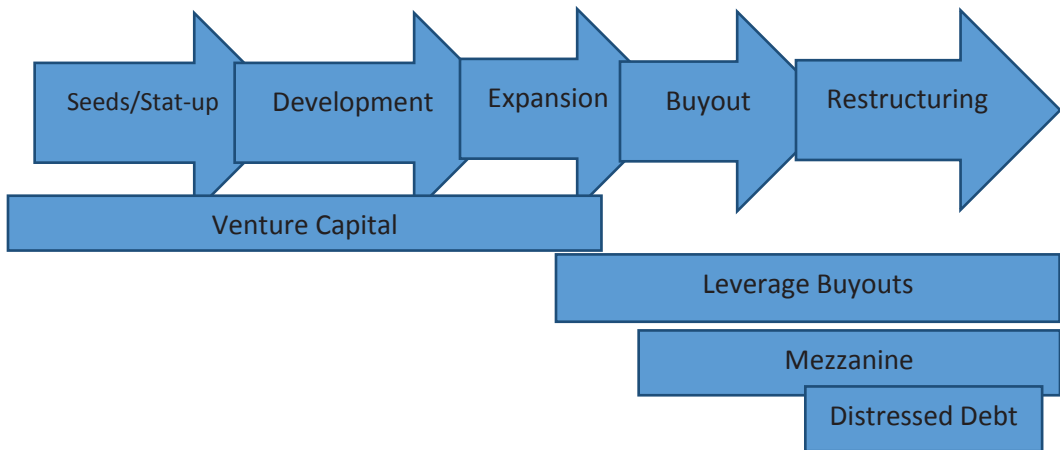 Seeds/Stat-up
Development
Expansion
Buyout
Restructuring
Venture Capital
Leverage Buyouts
Mezzanine
Distressed Debt